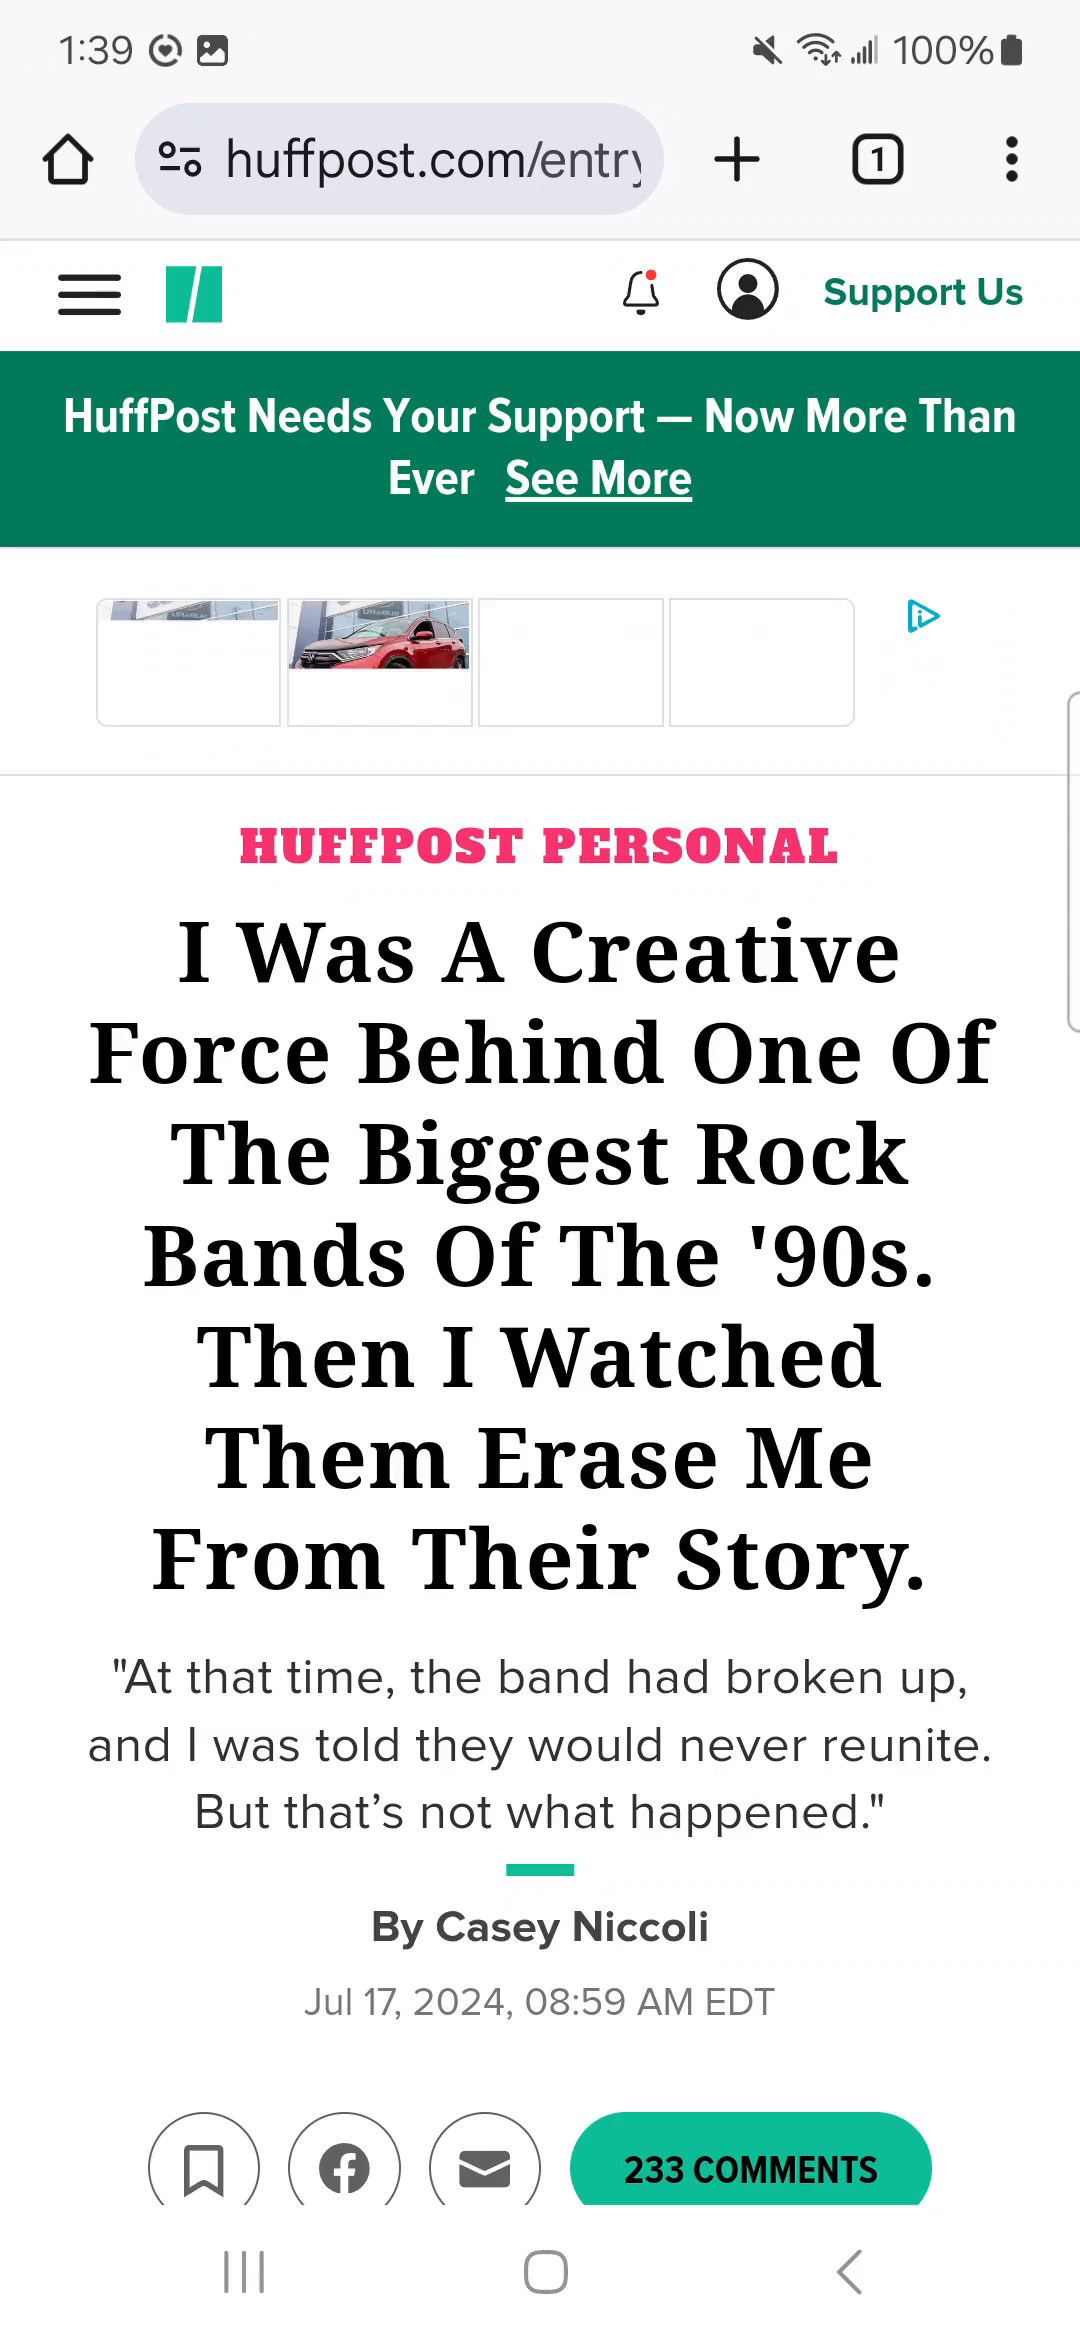 1:39
100%
huffpost.com/entry
1
Support Us
HuffPost Needs Your Support — Now More Than
Ever See More
HUFFPOST PERSONAL
I Was A Creative
Force Behind One Of
The Biggest Rock
Bands Of The '90s.
Then I Watched
Them Erase Me
From Their Story.
"At that time, the band had broken up,
and I was told they would never reunite.
But that’s not what happened."
By Casey Niccoli
Jul 17, 2024, 08:59 AM EDT
233 COMMENTS